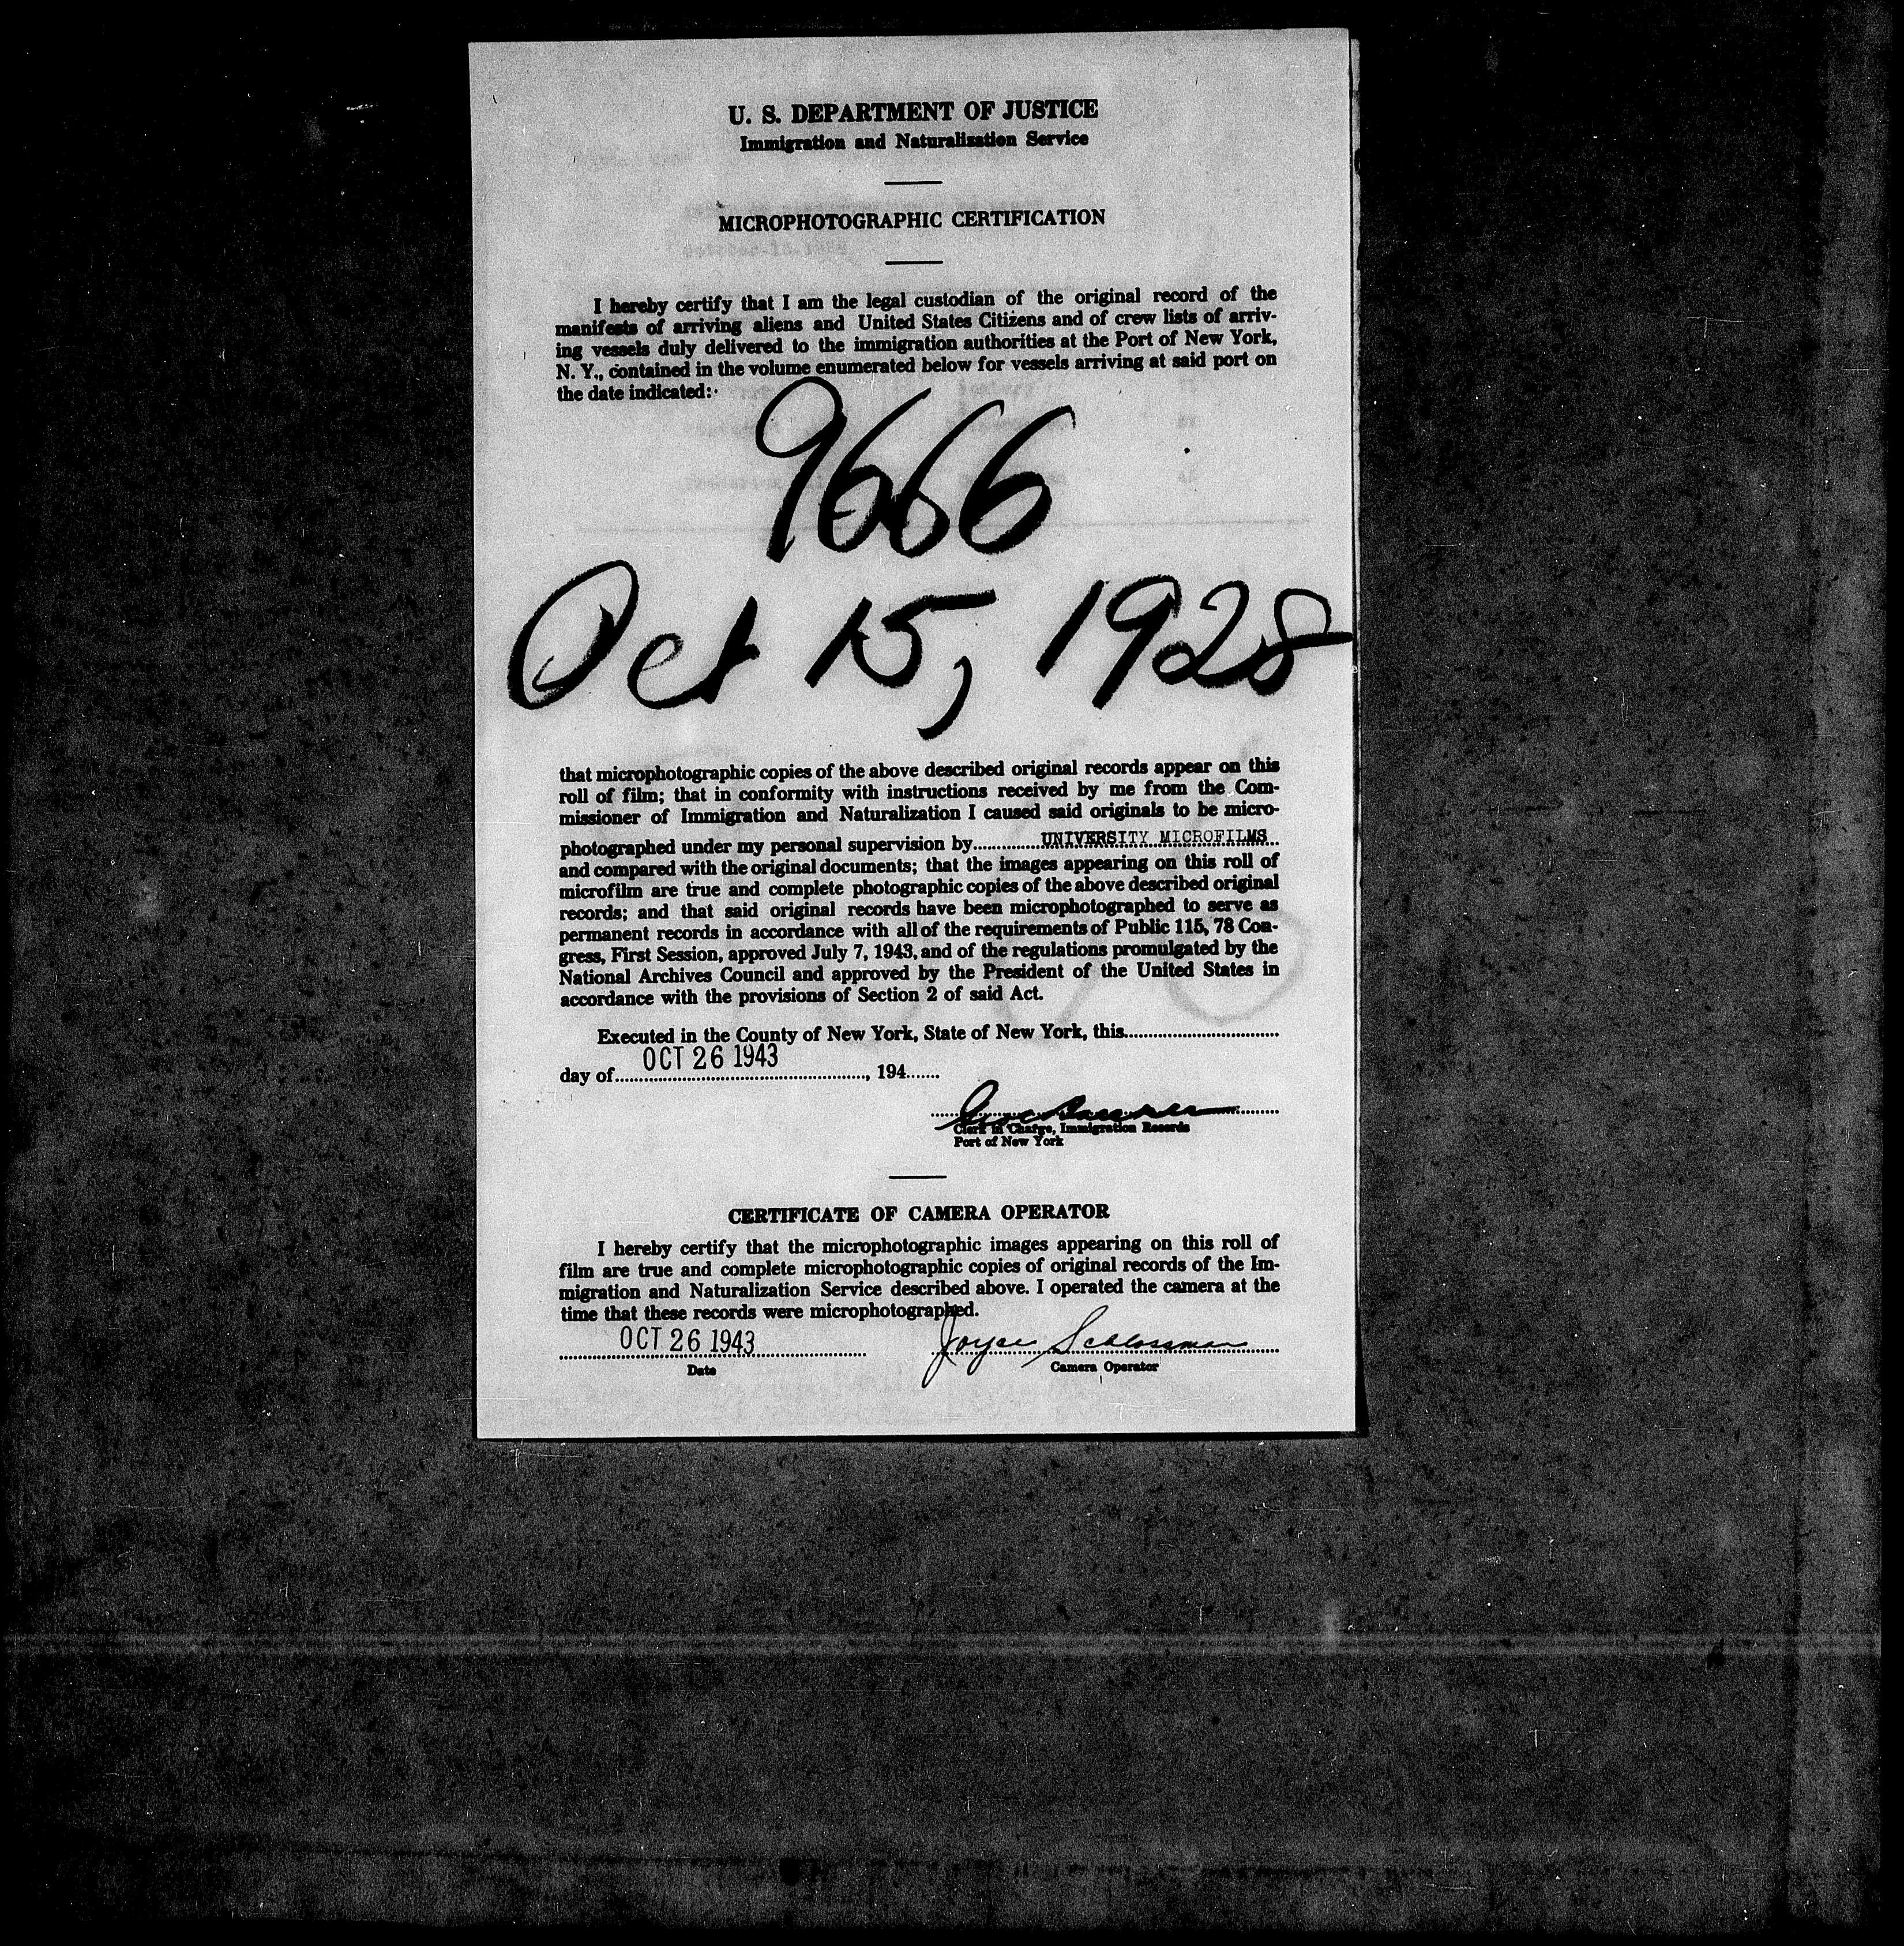 U. S. DEPARTMENT OF JUSTICE
Immigration and Naturalization Service
MICROPHOTOGRAPHIC CERTIFICATION
I hereby certify that I am the legal custodian of the original record of the
manifests of arriving aliens and United States Citizens and of crew lists of arriv-
ing vessels duly delivered to the immigration authorities at the Port of New York,
N. Y., contained in the volume enumerated below for vessels arriving at said port on
the date indicated:
9666
Oct 15, 1928
that microphotographic copies of the above described original records appear on this
roll of film; that in conformity with instructions received by me from the Com-
missioner of Immigration and Naturalization I caused said originals to be micro-
photographed under my personal supervision by UNIVERSITY MICROFILMS
and compared with the original documents; that the images appearing on this roll of
microfilm are true and complete photographic copies of the above described original
records; and that said original records have been microphotographed to serve as
permanent records in accordance with all of the requirements of Public 115, 78 Con-
gress, First Session, approved July 7, 1943, and of the regulations promulgated by the
National Archives Council and approved by the President of the United States in
accordance with the provisions of Section 2 of said Act.
Executed in the County of New York, State of New York, this
day of OCT 26 1943, 194
Clerk in Charge, Immigration Records
Port of New York
CERTIFICATE OF CAMERA OPERATOR
I hereby certify that the microphotographic images appearing on this roll of
film are true and complete microphotographic copies of original records of the Im-
migration and Naturalization Service described above. I operated the camera at the
time that these records were microphotographed.
OCT 26 1943 Joyce Schlossman
Date Camera Operator